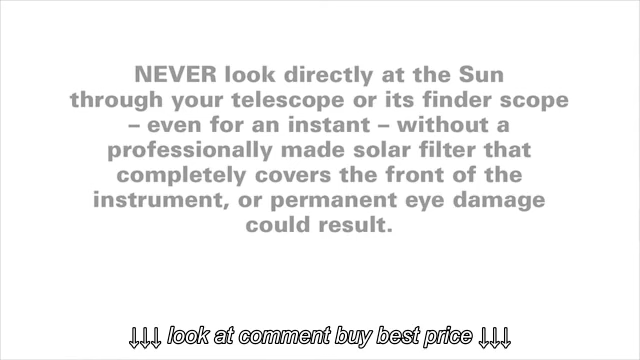 NEVER look directly at the Sun
through your telescope or its finder scope
– even for an instant – without a
professionally made solar filter that
completely covers the front of the
instrument, or permanent eye damage
could result.
↓↓↓ look at comment buy best price ↓↓↓